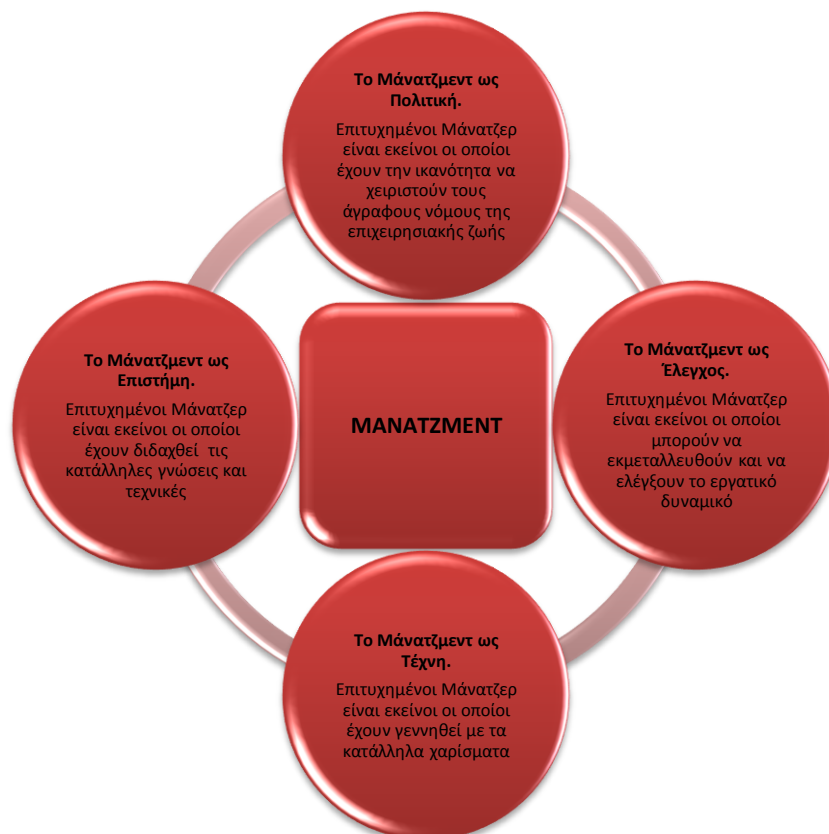 Το Μάνατζμεντ ως
Πολιτική.
Επιτυχημένοι Μάνατζερ
είναι εκείνοι οι οποίοι
έχουν την ικανότητα να
χειριστούν τους
άγραφους νόμους της
επιχειρησιακής ζωής
Το Μάνατζμεντ ως
Επιστήμη.
Επιτυχημένοι Μάνατζερ
είναι εκείνοι οι οποίοι
έχουν διδαχθεί τις
κατάλληλες γνώσεις και
τεχνικές
ΜΑΝΑΤΖΜΕΝΤ
Το Μάνατζμεντ ως
Έλεγχος.
Επιτυχημένοι Μάνατζερ
είναι εκείνοι οι οποίοι
μπορούν να
εκμεταλλευθούν και να
ελέγξουν το εργατικό
δυναμικό
Το Μάνατζμεντ ως
Τέχνη.
Επιτυχημένοι Μάνατζερ
είναι εκείνοι οι οποίοι
έχουν γεννηθεί με τα
κατάλληλα χαρίσματα